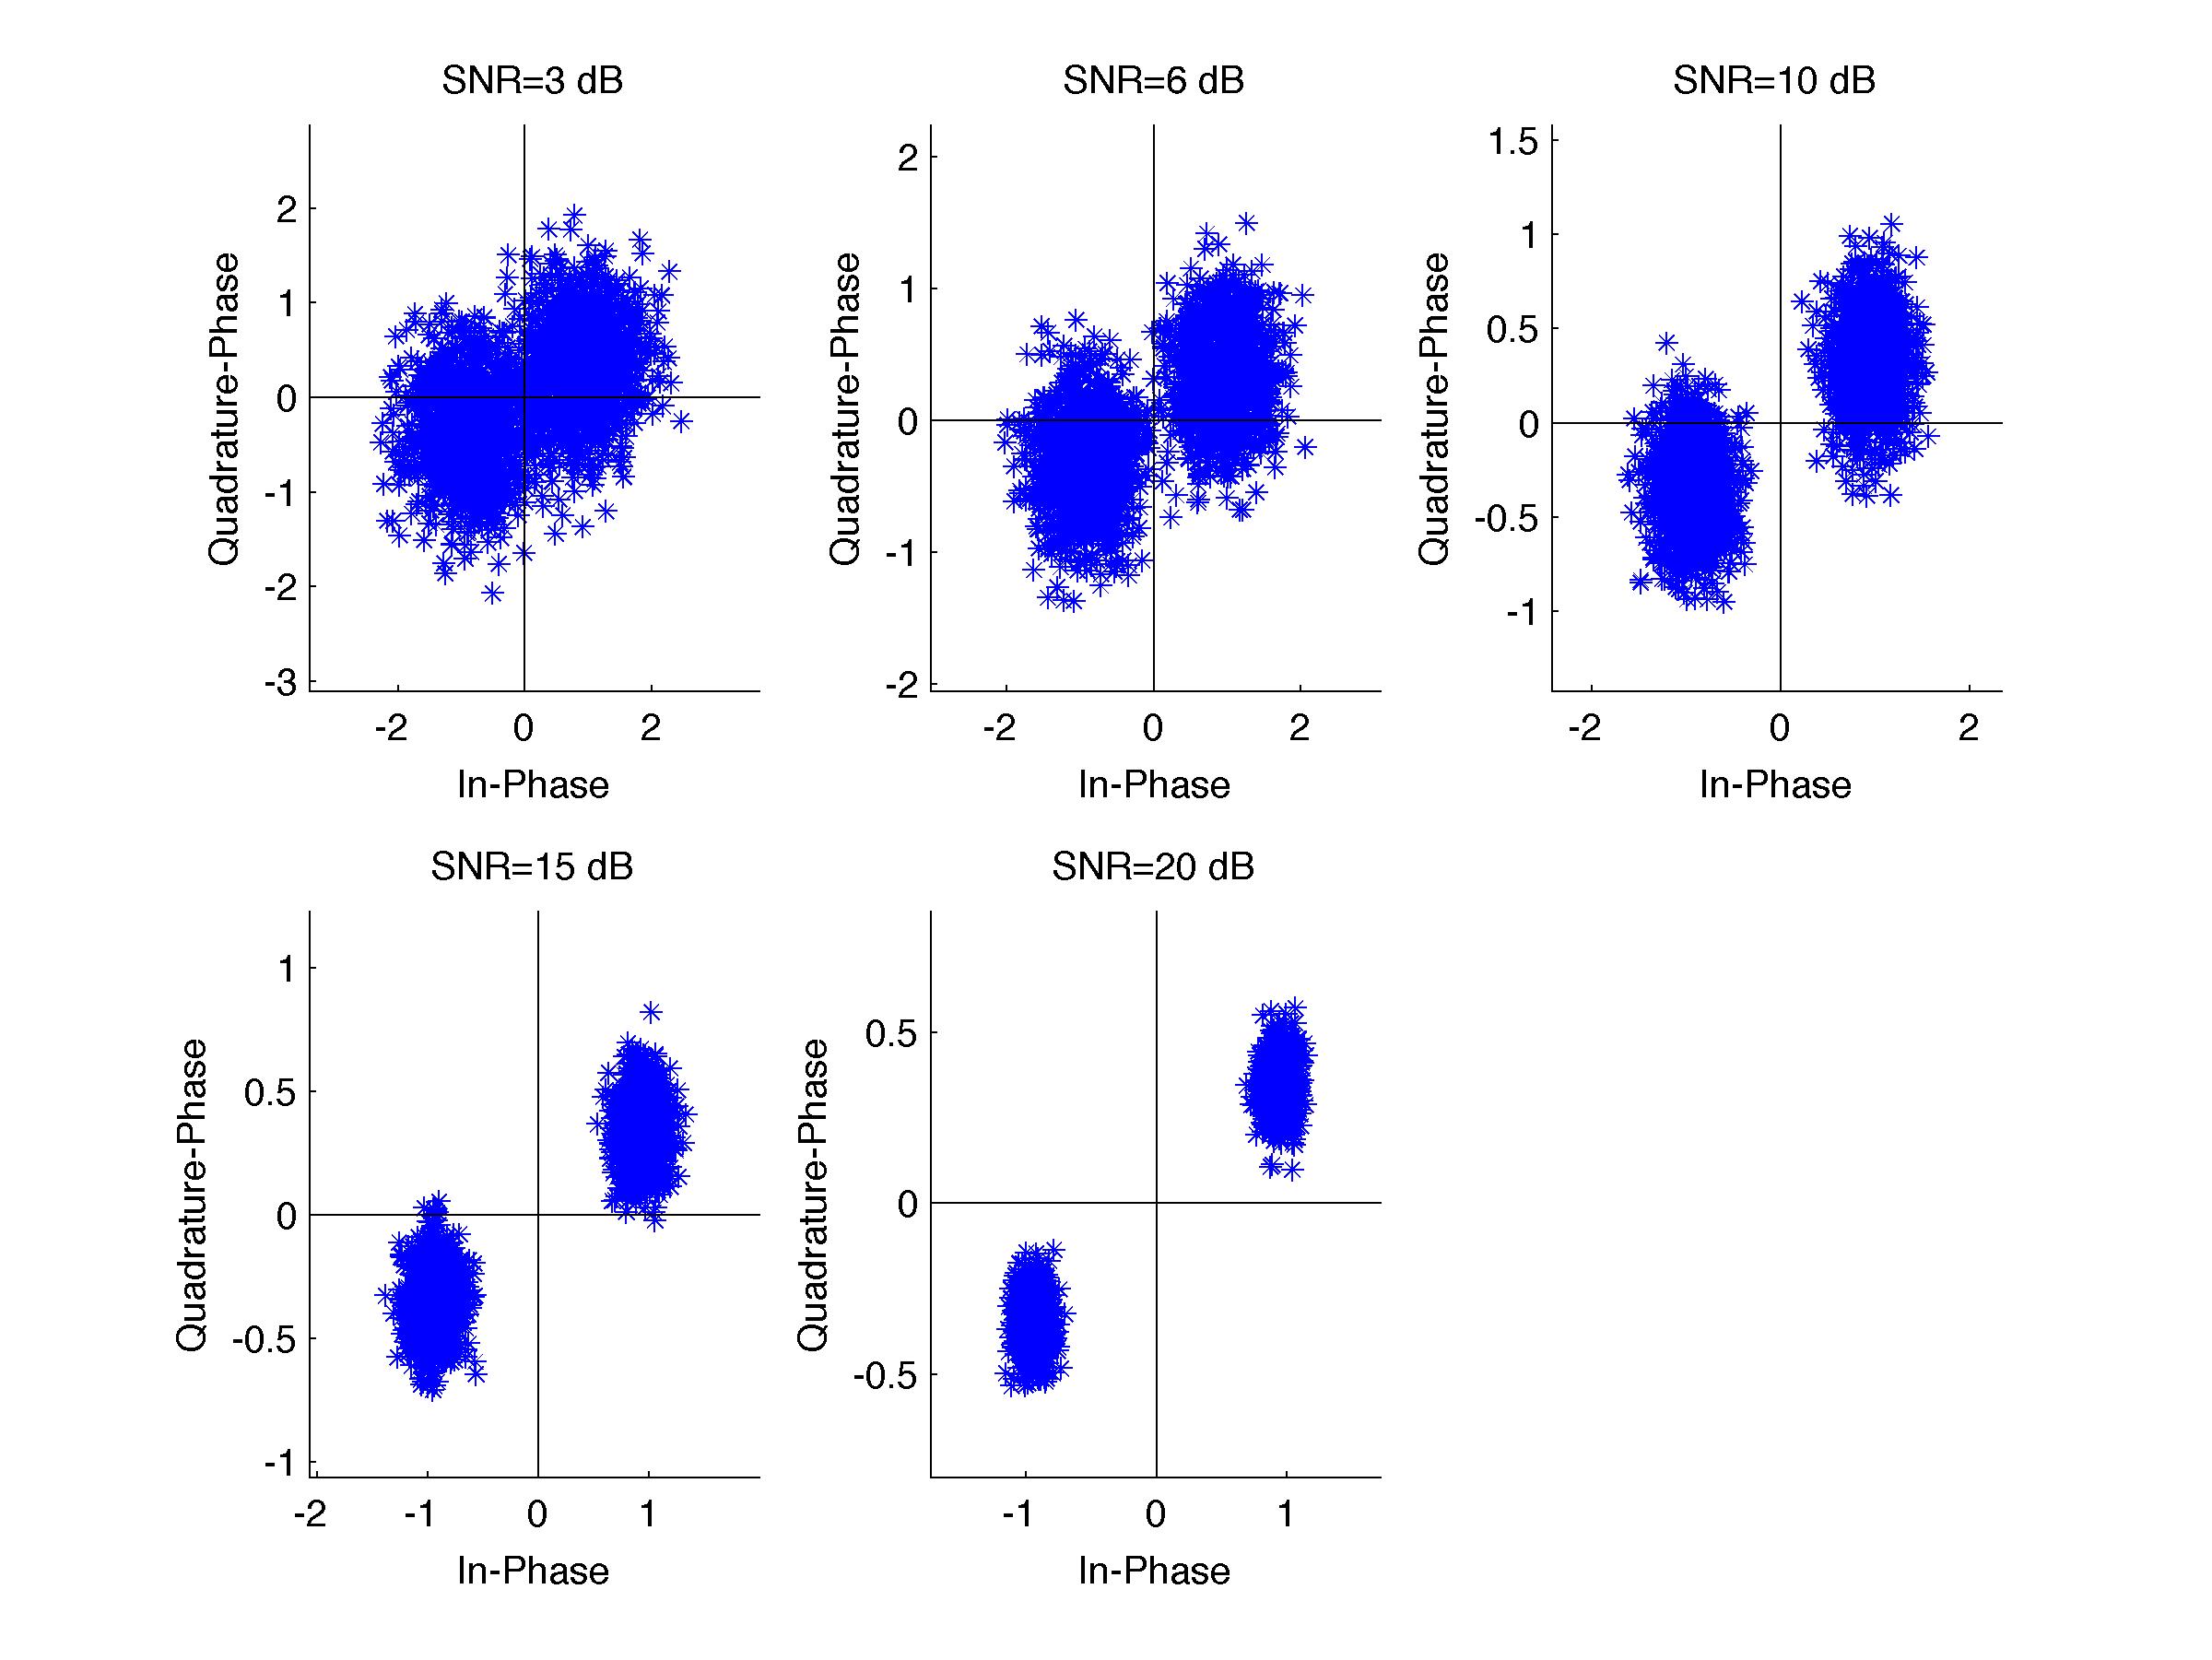 SNR=3 dB
Quadrature-Phase
2
1
0
-1
-2
-3
-2 0 2
In-Phase
SNR=6 dB
Quadrature-Phase
2
1
0
-1
-2
-2 0 2
In-Phase
SNR=10 dB
Quadrature-Phase
1.5
1
0.5
0
-0.5
-1
-2 0 2
In-Phase
SNR=15 dB
Quadrature-Phase
1
0.5
0
-0.5
-1
-2 -1 0 1
In-Phase
SNR=20 dB
Quadrature-Phase
0.5
0
-0.5
-1 0 1
In-Phase